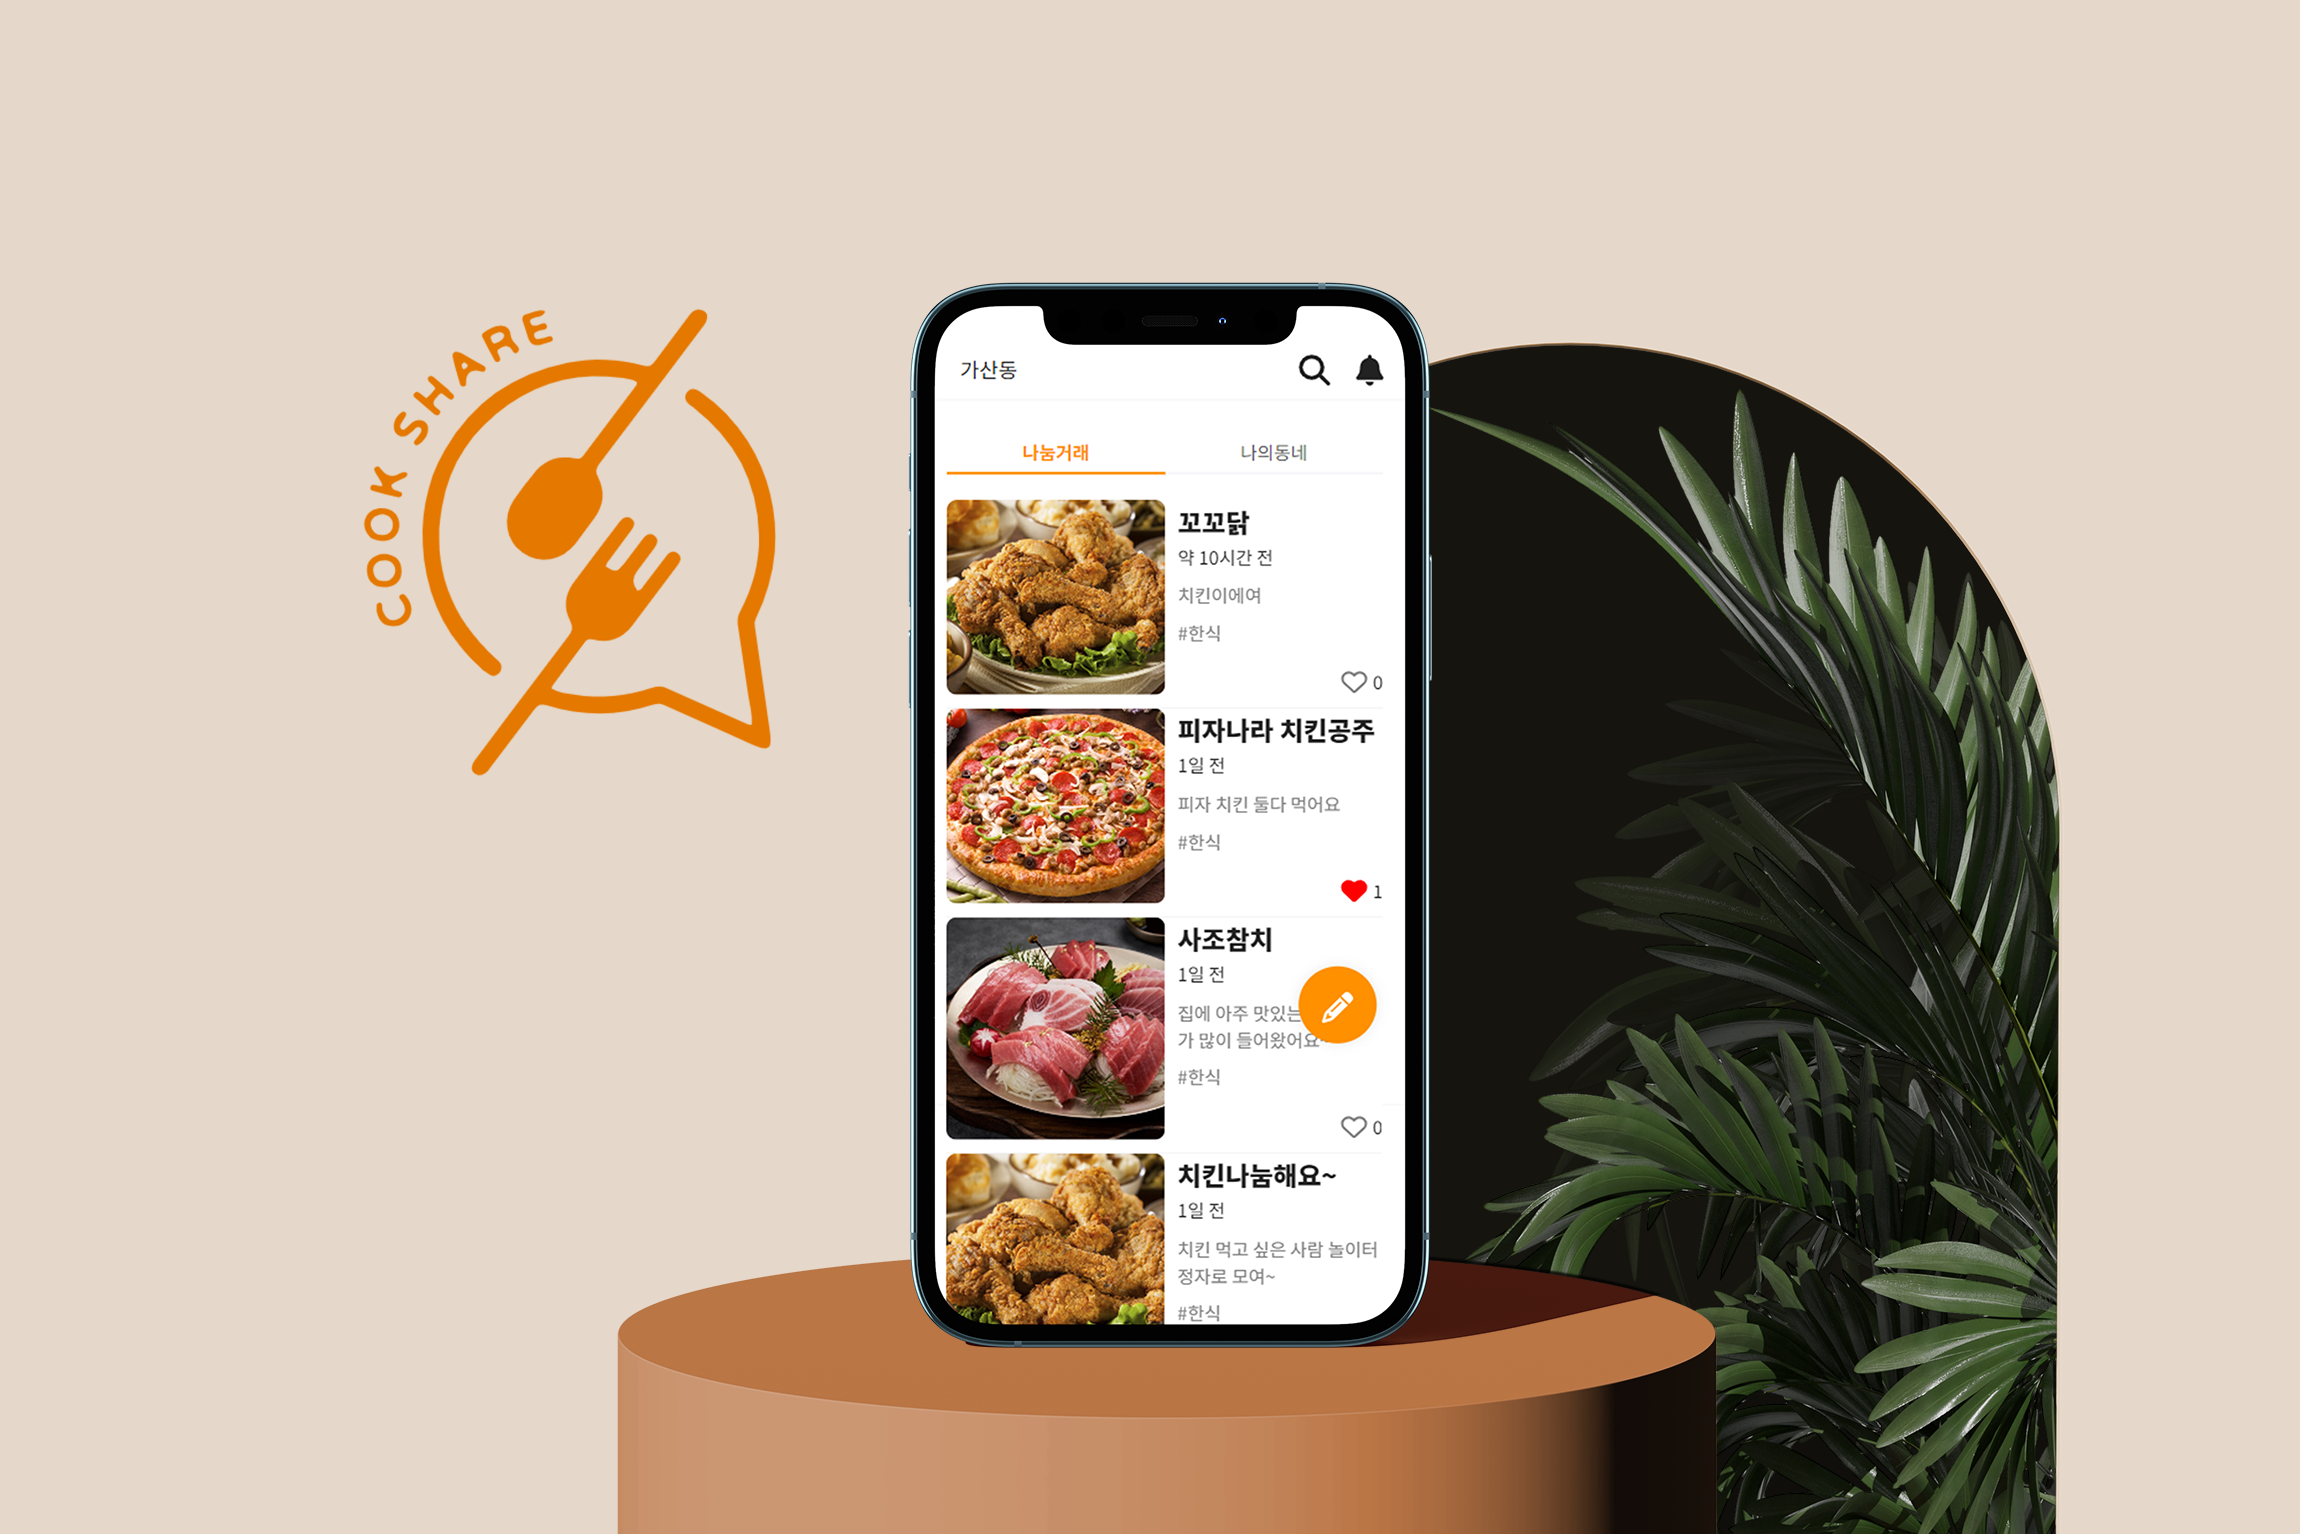 COOK SHARE
가산동
나눔거래
나의동네
꼬꼬닭
약 10시간 전
치킨이에여
#한식
0
피자나라 치킨공주
1일 전
피자 치킨 둘다 먹어요
#한식
1
사조참치
1일 전
집에 아주 맛있는
가 많이 들어왔어요~
#한식
0
치킨나눔해요~
1일 전
치킨 먹고 싶은 사람 놀이터
정자로 모여~
#한식